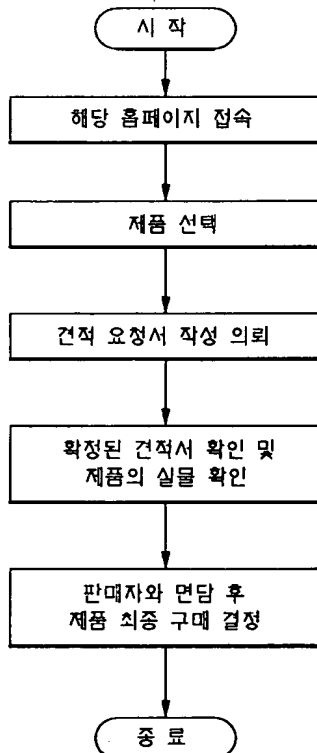 시 작
해당 홈페이지 접속
제품 선택
견적 요청서 작성 의뢰
확정된 견적서 확인 및
제품의 실물 확인
판매자와 면담 후
제품 최종 구매 결정
종 료